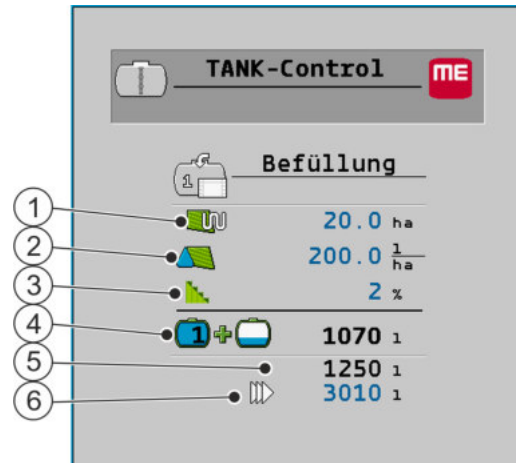 TANK-Control
ME
Befüllung
1
1 20.0 ha
2 200.0 l/ha
3 2 %
4 1 1070 l
5 1250 l
6 3010 l